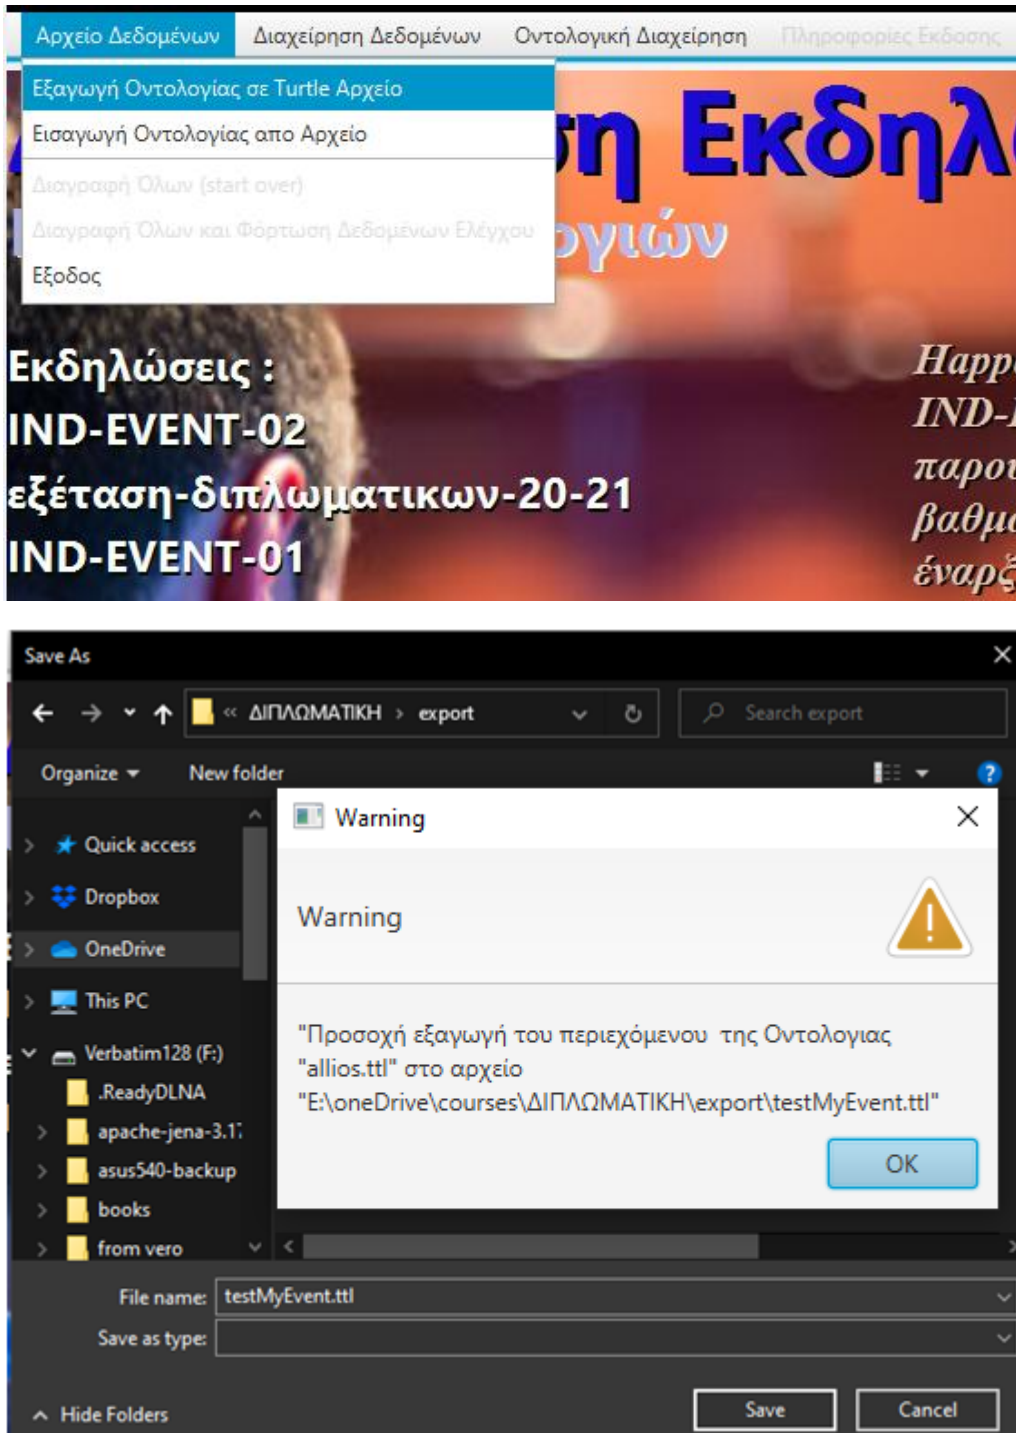 Αρχείο Δεδομένων Διαχείρηση Δεδομένων Οντολογική Διαχείρηση Πληροφορίες Εκδοσης
Εξαγωγή Οντολογίας σε Turtle Αρχείο
Εισαγωγή Οντολογίας απο Αρχείο
Διαγραφή Όλων (start over)
Διαγραφή Όλων και Φόρτωση Δεδομένων Ελέγχου
Εξοδος
Εκδηλώσεις :
IND-EVENT-02
εξέταση-διπλωματικων-20-21
IND-EVENT-01
Save As
« ΔΙΠΛΩΜΑΤΙΚΗ > export
Search export
Organize New folder
Quick access
Dropbox
OneDrive
This PC
Verbatim128 (F:)
.ReadyDLNA
apache-jena-3.17
asus540-backup
books
from vero
Warning
Warning
"Προσοχή εξαγωγή του περιεχόμενου της Οντολογιας
"allios.ttl" στο αρχείο
"E:\oneDrive\courses\ΔΙΠΛΩΜΑΤΙΚΗ\export\testMyEvent.ttl"
OK
File name: testMyEvent.ttl
Save as type:
Hide Folders
Save Cancel